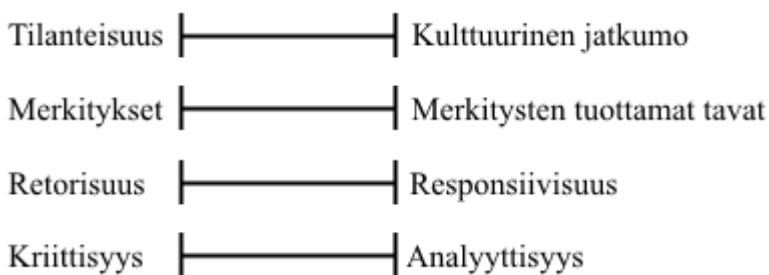 Tilanteisuus Kulttuurinen jatkumo
Merkitykset Merkitysten tuottamat tavat
Retorisuus Responsiivisuus
Kriittisyys Analyyttisyys